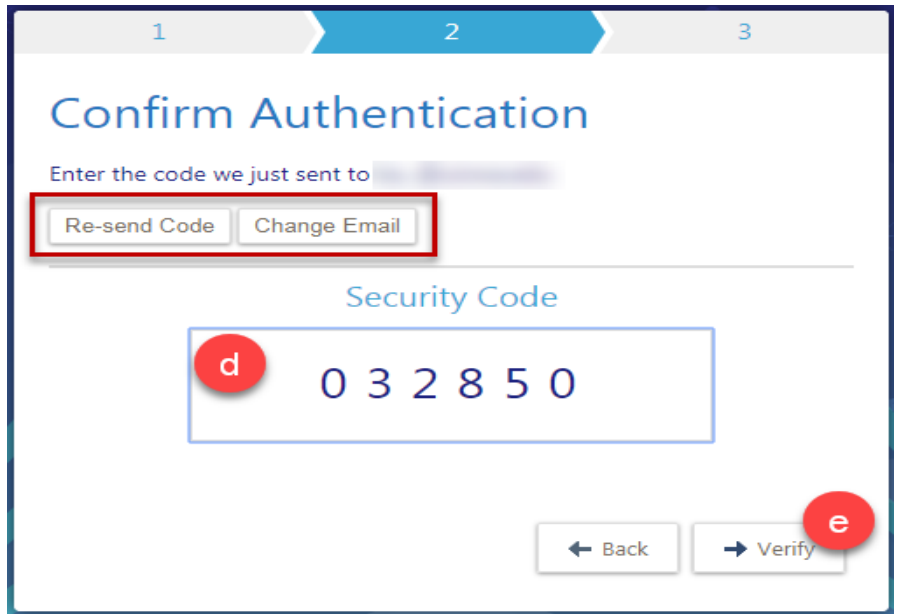 1 2 3
Confirm Authentication
Enter the code we just sent to
Re-send Code Change Email
Security Code
d 0 3 2 8 5 0
e
Back Verify